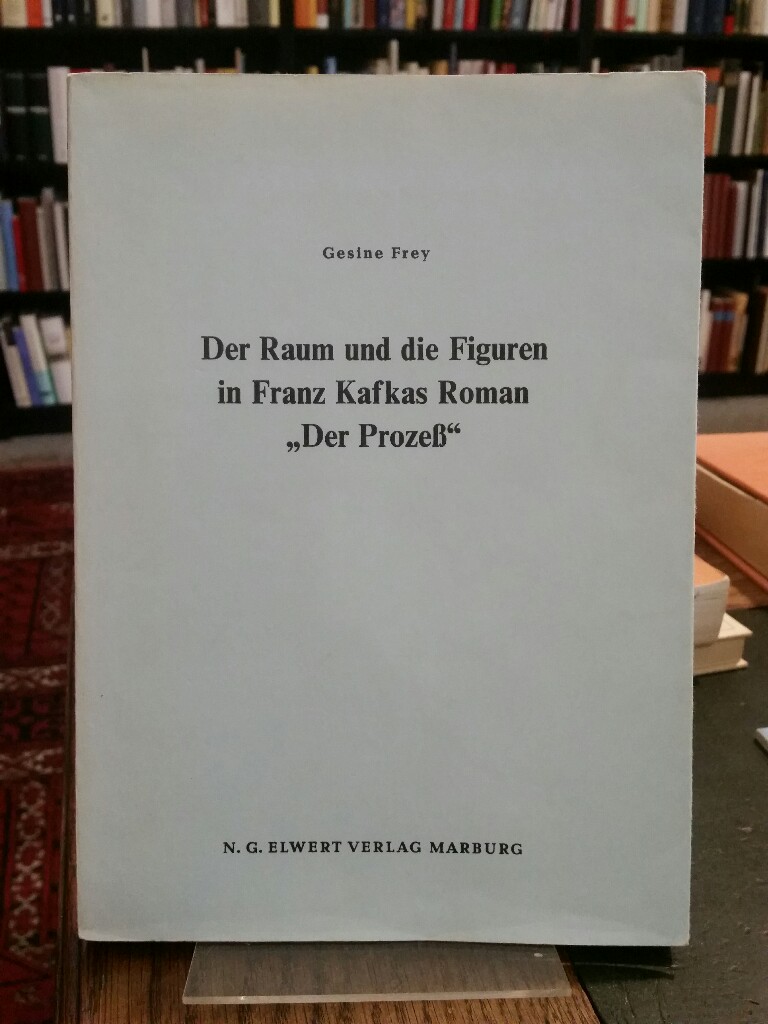 Gesine Frey
Der Raum und die Figuren
in Franz Kafkas Roman
„Der Prozeß“
N. G. ELWERT VERLAG MARBURG